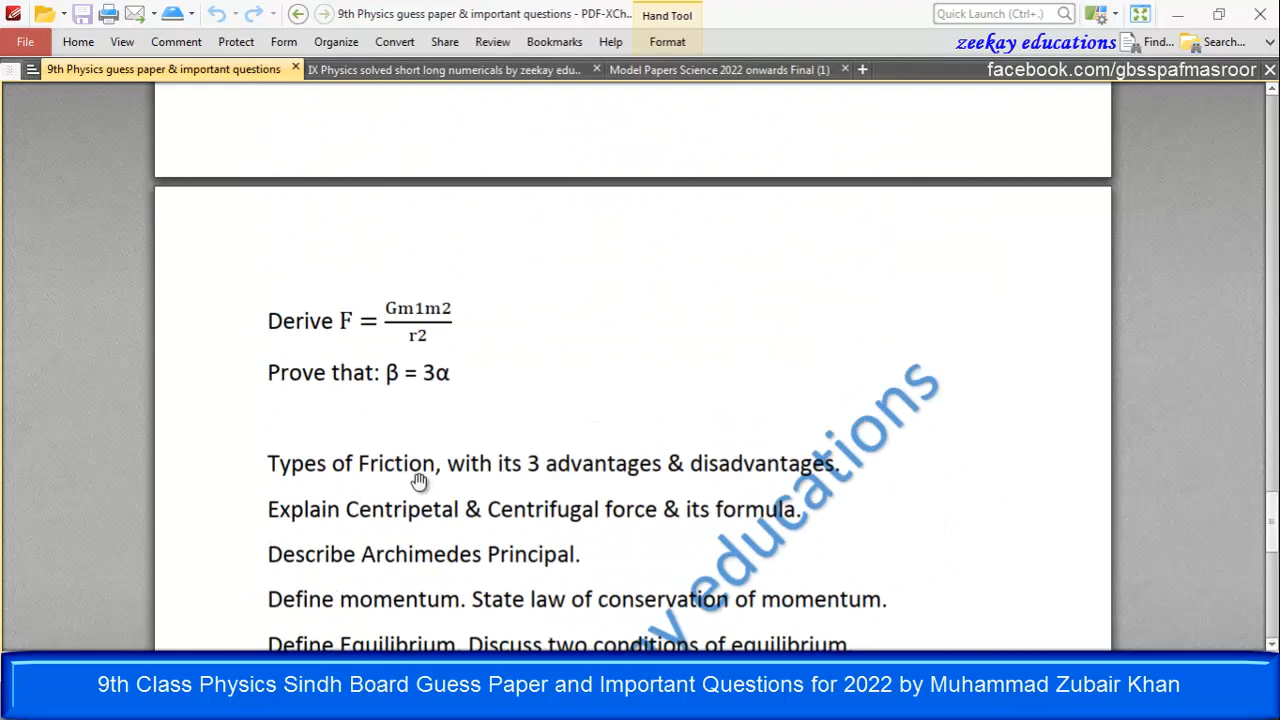 9th Physics guess paper & important questions - PDF-XCh...
Hand Tool
Quick Launch (Ctrl+.)
File Home View Comment Protect Form Organize Convert Share Review Bookmarks Help Format
zeekay educations
Find...
Search...
9th Physics guess paper & important questions
IX Physics solved short long numericals by zeekay edu..
Model Papers Science 2022 onwards Final (1)
facebook.com/gbsspafmasroor
Derive F = Gm1m2 / r2
Prove that: β = 3α
Types of Friction, with its 3 advantages & disadvantages.
Explain Centripetal & Centrifugal force & its formula.
Describe Archimedes Principal.
Define momentum. State law of conservation of momentum.
Define Equilibrium. Discuss two conditions of equilibrium
y educations
9th Class Physics Sindh Board Guess Paper and Important Questions for 2022 by Muhammad Zubair Khan